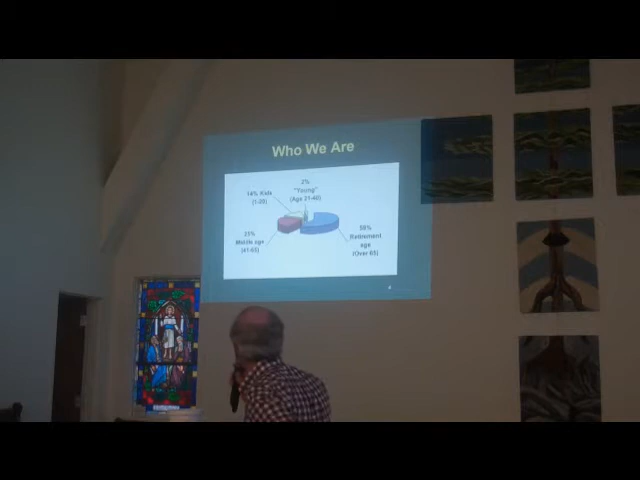 Who We Are
2%
"Young"
(Age 21-40)
14% Kids
(1-20)
Middle age
(41-65)
Retirement
age
(Over 65)